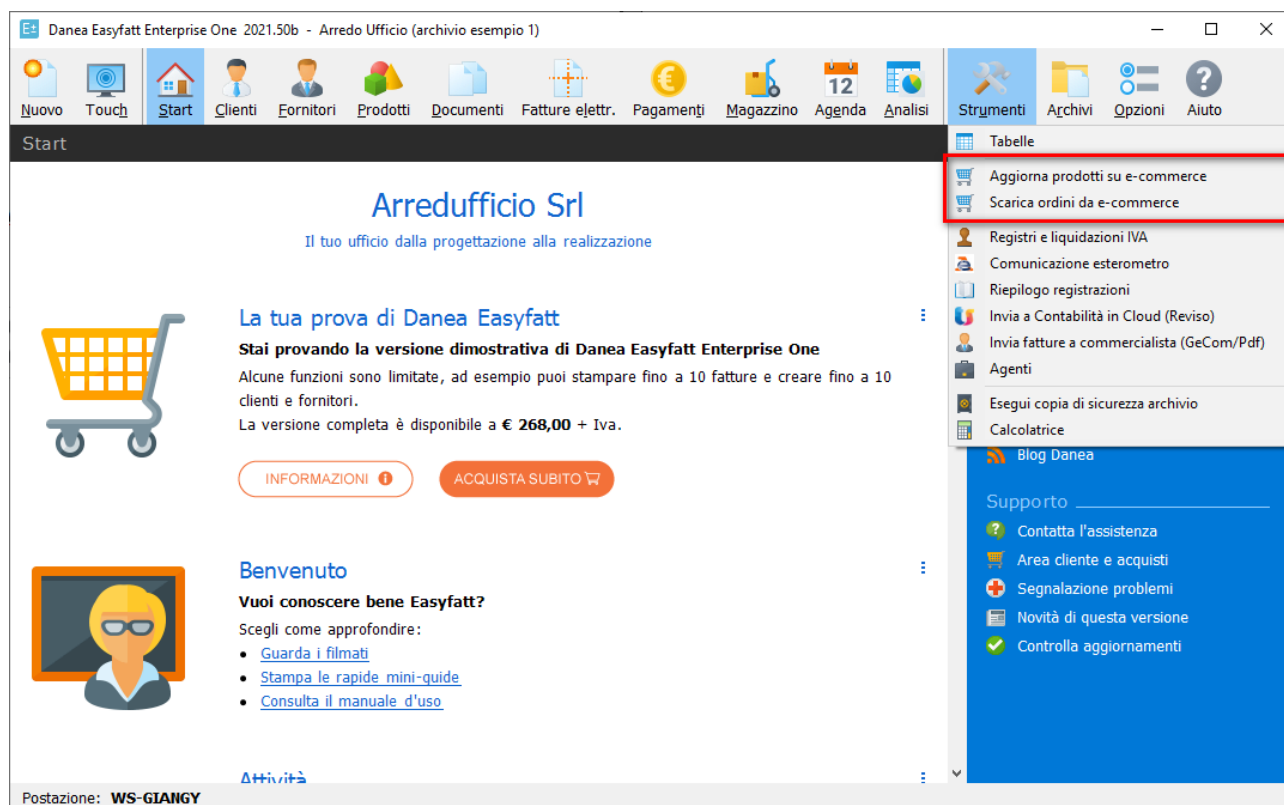 Danea Easyfatt Enterprise One 2021.50b - Arredo Ufficio (archivio esempio 1)
Nuovo Touch Start Clienti Fornitori Prodotti Documenti Fatture elettr. Pagamenti Magazzino Agenda Analisi Strumenti Archivi Opzioni Aiuto
12
Start
Tabelle
Aggiorna prodotti su e-commerce
Scarica ordini da e-commerce
Registri e liquidazioni IVA
Comunicazione esterometro
Riepilogo registrazioni
Invia a Contabilità in Cloud (Reviso)
Invia fatture a commercialista (GeCom/Pdf)
Agenti
Esegui copia di sicurezza archivio
Calcolatrice
Arredufficio Srl
Il tuo ufficio dalla progettazione alla realizzazione
La tua prova di Danea Easyfatt
Stai provando la versione dimostrativa di Danea Easyfatt Enterprise One
Alcune funzioni sono limitate, ad esempio puoi stampare fino a 10 fatture e creare fino a 10
clienti e fornitori.
La versione completa è disponibile a € 268,00 + Iva.
INFORMAZIONI
ACQUISTA SUBITO
Benvenuto
Vuoi conoscere bene Easyfatt?
Scegli come approfondire:
Guarda i filmati
Stampa le rapide mini-guide
Consulta il manuale d'uso
Attività
Blog Danea
Supporto
Contatta l'assistenza
Area cliente e acquisti
Segnalazione problemi
Novità di questa versione
Controlla aggiornamenti
Postazione: WS-GIANGY